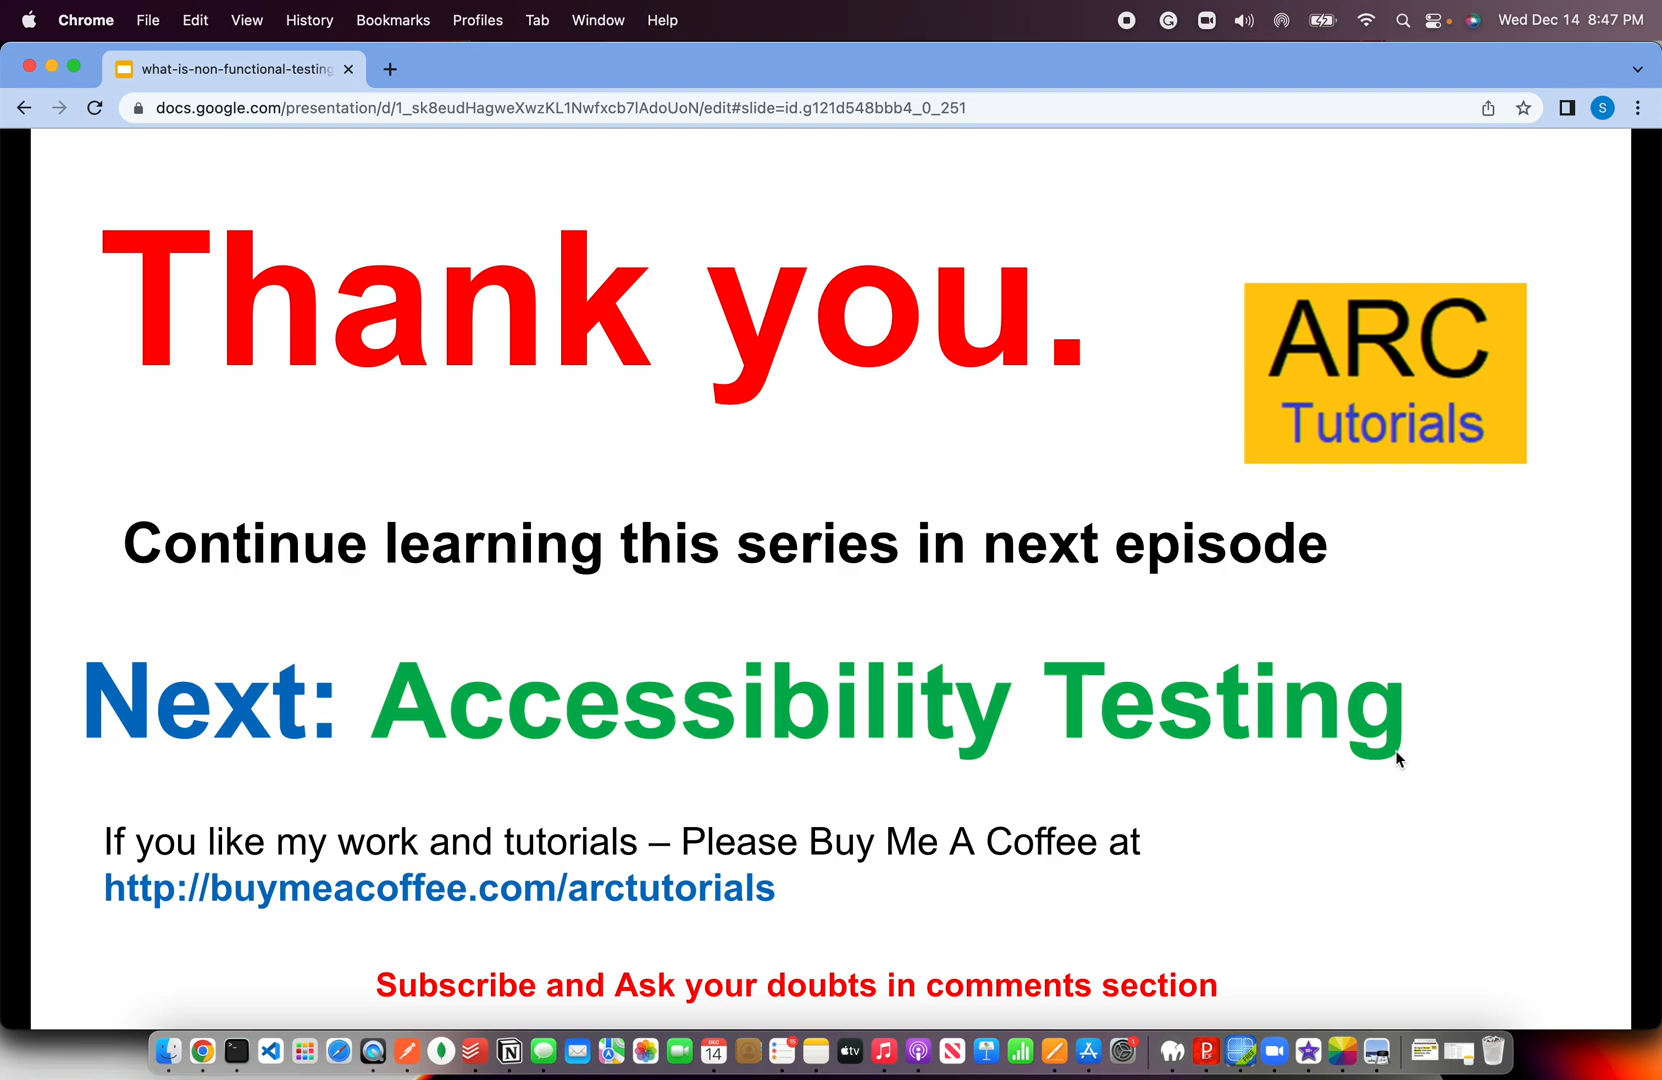 Chrome File Edit View History Bookmarks Profiles Tab Window Help Wed Dec 14 8:47 PM
what-is-non-functional-testing
docs.google.com/presentation/d/1_sk8eudHagweXwzKL1Nwfxcb7lAdoUoN/edit#slide=id.g121d548bbb4_0_251
S
Thank you.
ARC
Tutorials
Continue learning this series in next episode
Next: Accessibility Testing
If you like my work and tutorials – Please Buy Me A Coffee at
http://buymeacoffee.com/arctutorials
Subscribe and Ask your doubts in comments section
DEC
14
tv